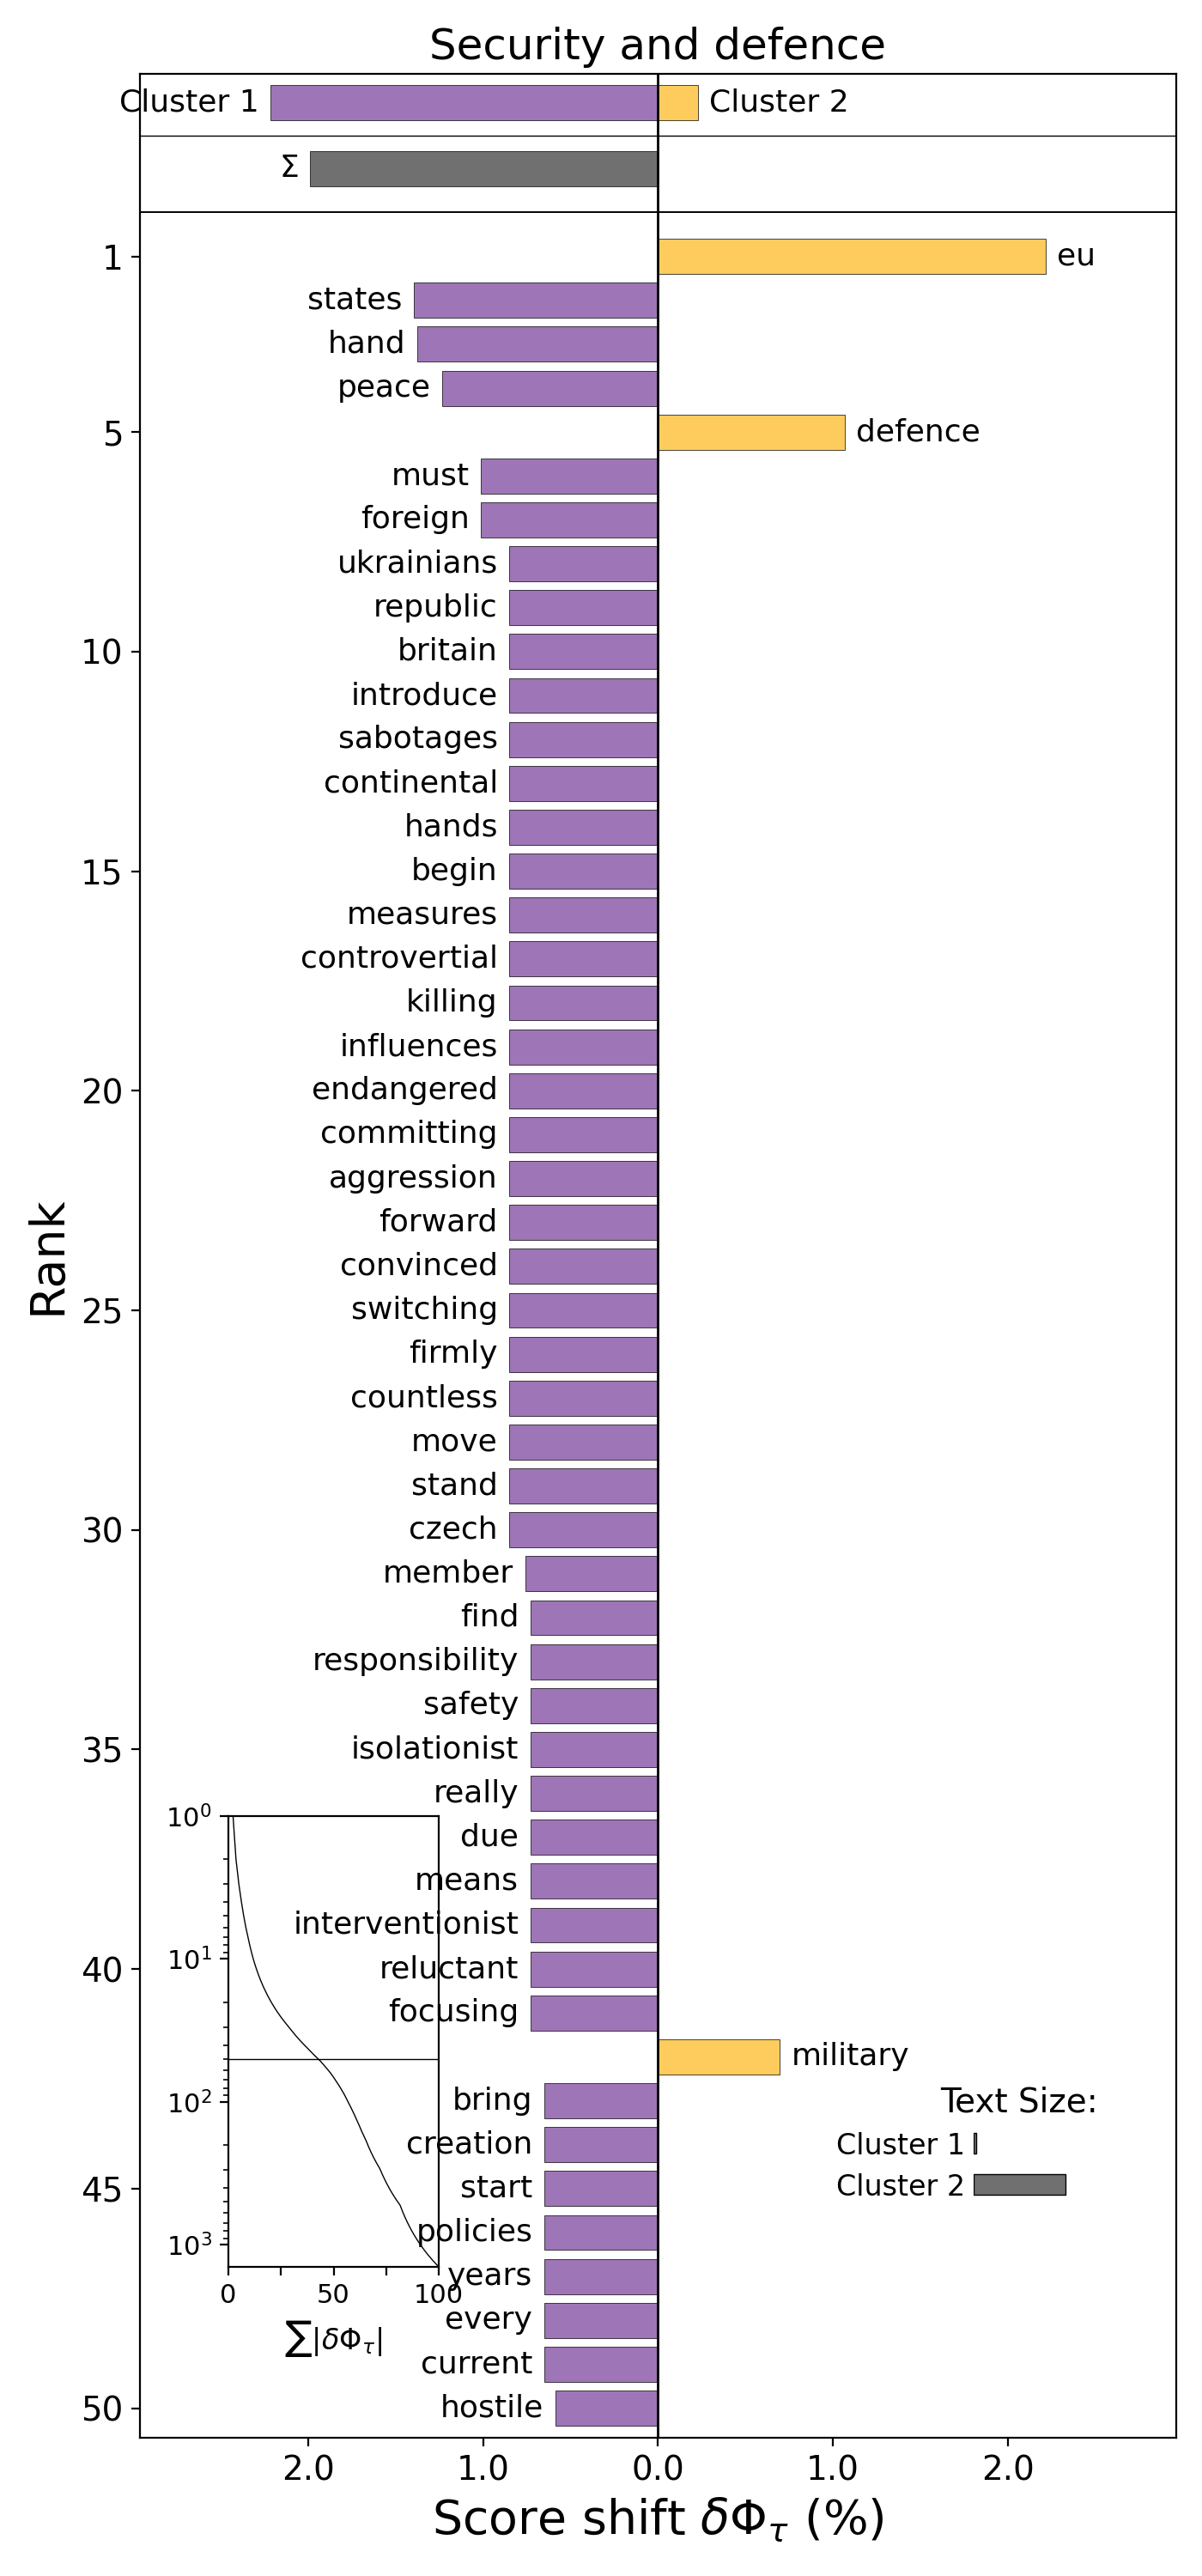 Security and defence
Cluster 1
Cluster 2
Σ
1
eu
states
hand
peace
5
defence
must
foreign
ukrainians
republic
10
britain
introduce
sabotages
continental
hands
15
begin
measures
controvertial
killing
influences
20
endangered
committing
aggression
forward
convinced
25
switching
firmly
countless
move
stand
30
czech
member
find
responsibility
safety
35
isolationist
really
due
means
interventionist
40
reluctant
focusing
military
bring
creation
45
start
policies
years
every
current
50
hostile
Rank
10⁰
10¹
10²
10³
0 50 100
∑|δΦτ|
Text Size:
Cluster 1
Cluster 2
2.0 1.0 0.0 1.0 2.0
Score shift δΦτ (%)